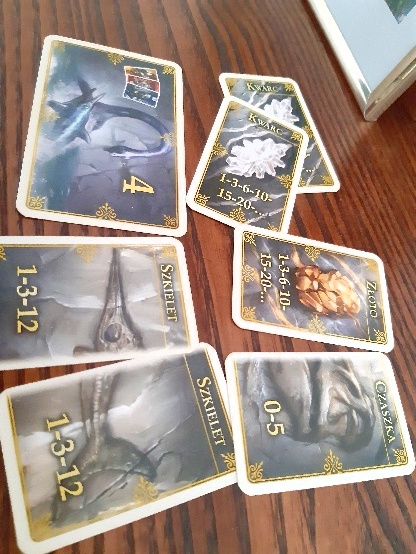 4
KWARC
KWARC
1-3-6-10-
15-20-...
SZKIELET
1-3-12
ZŁOTO
1-3-6-10-
15-20-...
SZKIELET
1-3-12
CZASZKA
0-5